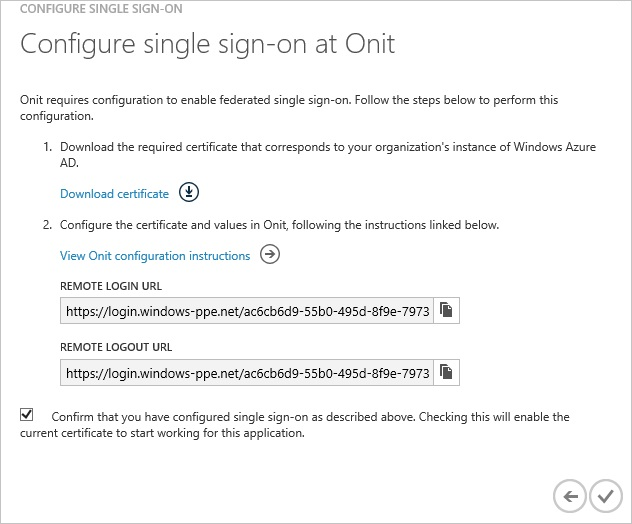 CONFIGURE SINGLE SIGN-ON
Configure single sign-on at Onit
Onit requires configuration to enable federated single sign-on. Follow the steps below to perform this
configuration.
1. Download the required certificate that corresponds to your organization's instance of Windows Azure
AD.
Download certificate
2. Configure the certificate and values in Onit, following the instructions linked below.
View Onit configuration instructions
REMOTE LOGIN URL
https://login.windows-ppe.net/ac6cb6d9-55b0-495d-8f9e-7973
REMOTE LOGOUT URL
https://login.windows-ppe.net/ac6cb6d9-55b0-495d-8f9e-7973
Confirm that you have configured single sign-on as described above. Checking this will enable the
current certificate to start working for this application.